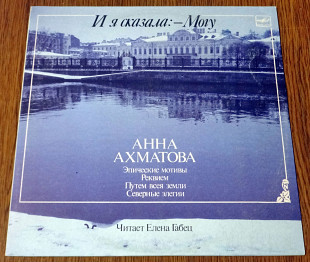 И я сказала: – Могу
АННА
АХМАТОВА
Эпические мотивы
Реквием
Путем всея земли
Северные элегии
Читает Елена Габец